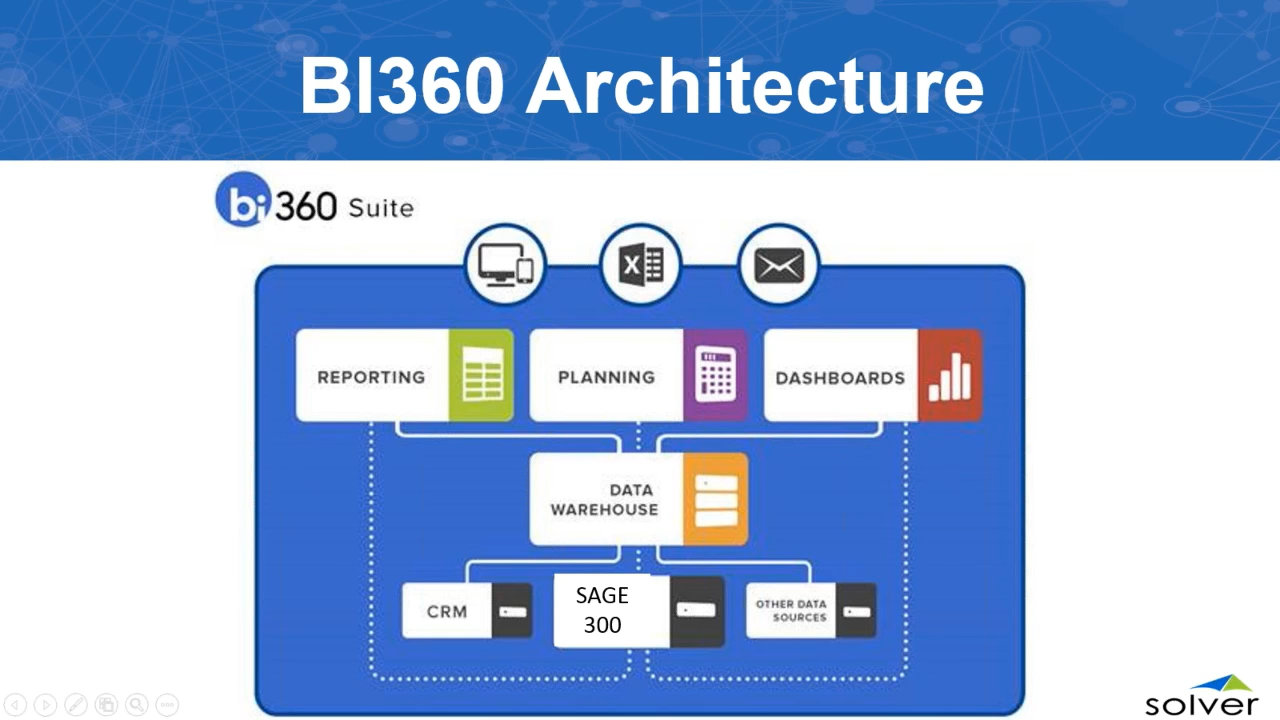 BI360 Architecture
bi360 Suite
X
REPORTING
PLANNING
DASHBOARDS
DATA
WAREHOUSE
CRM
SAGE
300
OTHER DATA
SOURCES
solver